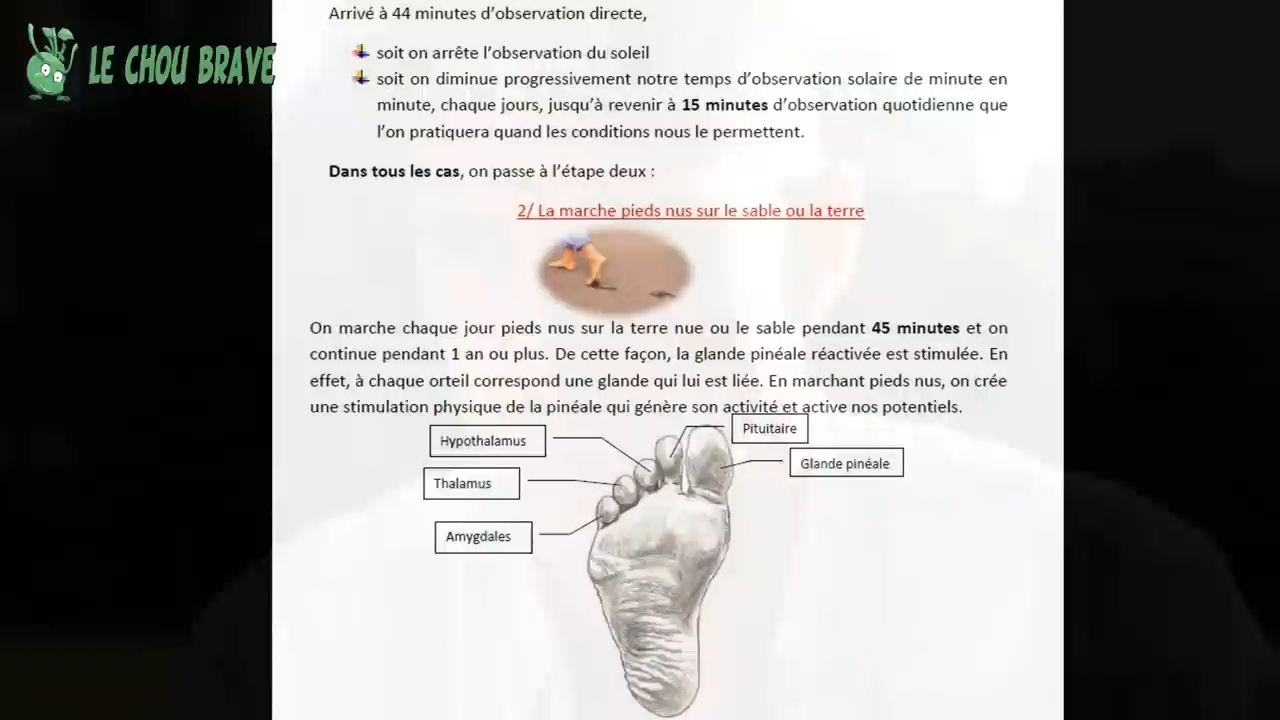 LE CHOU BRAVE
Arrivé à 44 minutes d’observation directe,
soit on arrête l’observation du soleil
soit on diminue progressivement notre temps d’observation solaire de minute en
minute, chaque jours, jusqu’à revenir à 15 minutes d’observation quotidienne que
l’on pratiquera quand les conditions nous le permettent.
Dans tous les cas, on passe à l’étape deux :
2/ La marche pieds nus sur le sable ou la terre
On marche chaque jour pieds nus sur la terre nue ou le sable pendant 45 minutes et on
continue pendant 1 an ou plus. De cette façon, la glande pinéale réactivée est stimulée. En
effet, à chaque orteil correspond une glande qui lui est liée. En marchant pieds nus, on crée
une stimulation physique de la pinéale qui génère son activité et active nos potentiels.
Pituitaire
Hypothalamus
Glande pinéale
Thalamus
Amygdales